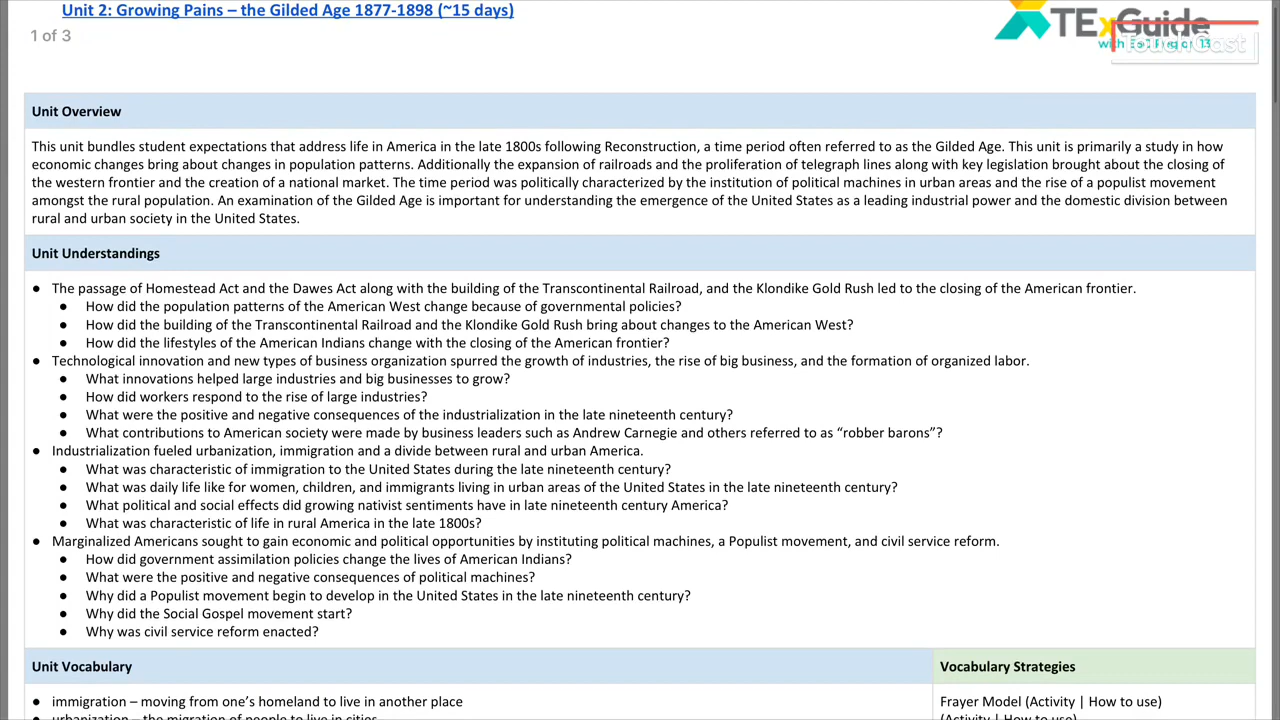 Unit 2: Growing Pains – the Gilded Age 1877-1898 (~15 days)
1 of 3
TExGuide
TouchCast
Unit Overview
This unit bundles student expectations that address life in America in the late 1800s following Reconstruction, a time period often referred to as the Gilded Age. This unit is primarily a study in how
economic changes bring about changes in population patterns. Additionally the expansion of railroads and the proliferation of telegraph lines along with key legislation brought about the closing of
the western frontier and the creation of a national market. The time period was politically characterized by the institution of political machines in urban areas and the rise of a populist movement
amongst the rural population. An examination of the Gilded Age is important for understanding the emergence of the United States as a leading industrial power and the domestic division between
rural and urban society in the United States.
Unit Understandings
● The passage of Homestead Act and the Dawes Act along with the building of the Transcontinental Railroad, and the Klondike Gold Rush led to the closing of the American frontier.
● How did the population patterns of the American West change because of governmental policies?
● How did the building of the Transcontinental Railroad and the Klondike Gold Rush bring about changes to the American West?
● How did the lifestyles of the American Indians change with the closing of the American frontier?
● Technological innovation and new types of business organization spurred the growth of industries, the rise of big business, and the formation of organized labor.
● What innovations helped large industries and big businesses to grow?
● How did workers respond to the rise of large industries?
● What were the positive and negative consequences of the industrialization in the late nineteenth century?
● What contributions to American society were made by business leaders such as Andrew Carnegie and others referred to as “robber barons”?
● Industrialization fueled urbanization, immigration and a divide between rural and urban America.
● What was characteristic of immigration to the United States during the late nineteenth century?
● What was daily life like for women, children, and immigrants living in urban areas of the United States in the late nineteenth century?
● What political and social effects did growing nativist sentiments have in late nineteenth century America?
● What was characteristic of life in rural America in the late 1800s?
● Marginalized Americans sought to gain economic and political opportunities by instituting political machines, a Populist movement, and civil service reform.
● How did government assimilation policies change the lives of American Indians?
● What were the positive and negative consequences of political machines?
● Why did a Populist movement begin to develop in the United States in the late nineteenth century?
● Why did the Social Gospel movement start?
● Why was civil service reform enacted?
Unit Vocabulary
Vocabulary Strategies
● immigration – moving from one’s homeland to live in another place
Frayer Model (Activity | How to use)
● urbanization – the migration of people to live in cities
(Activity | How to use)